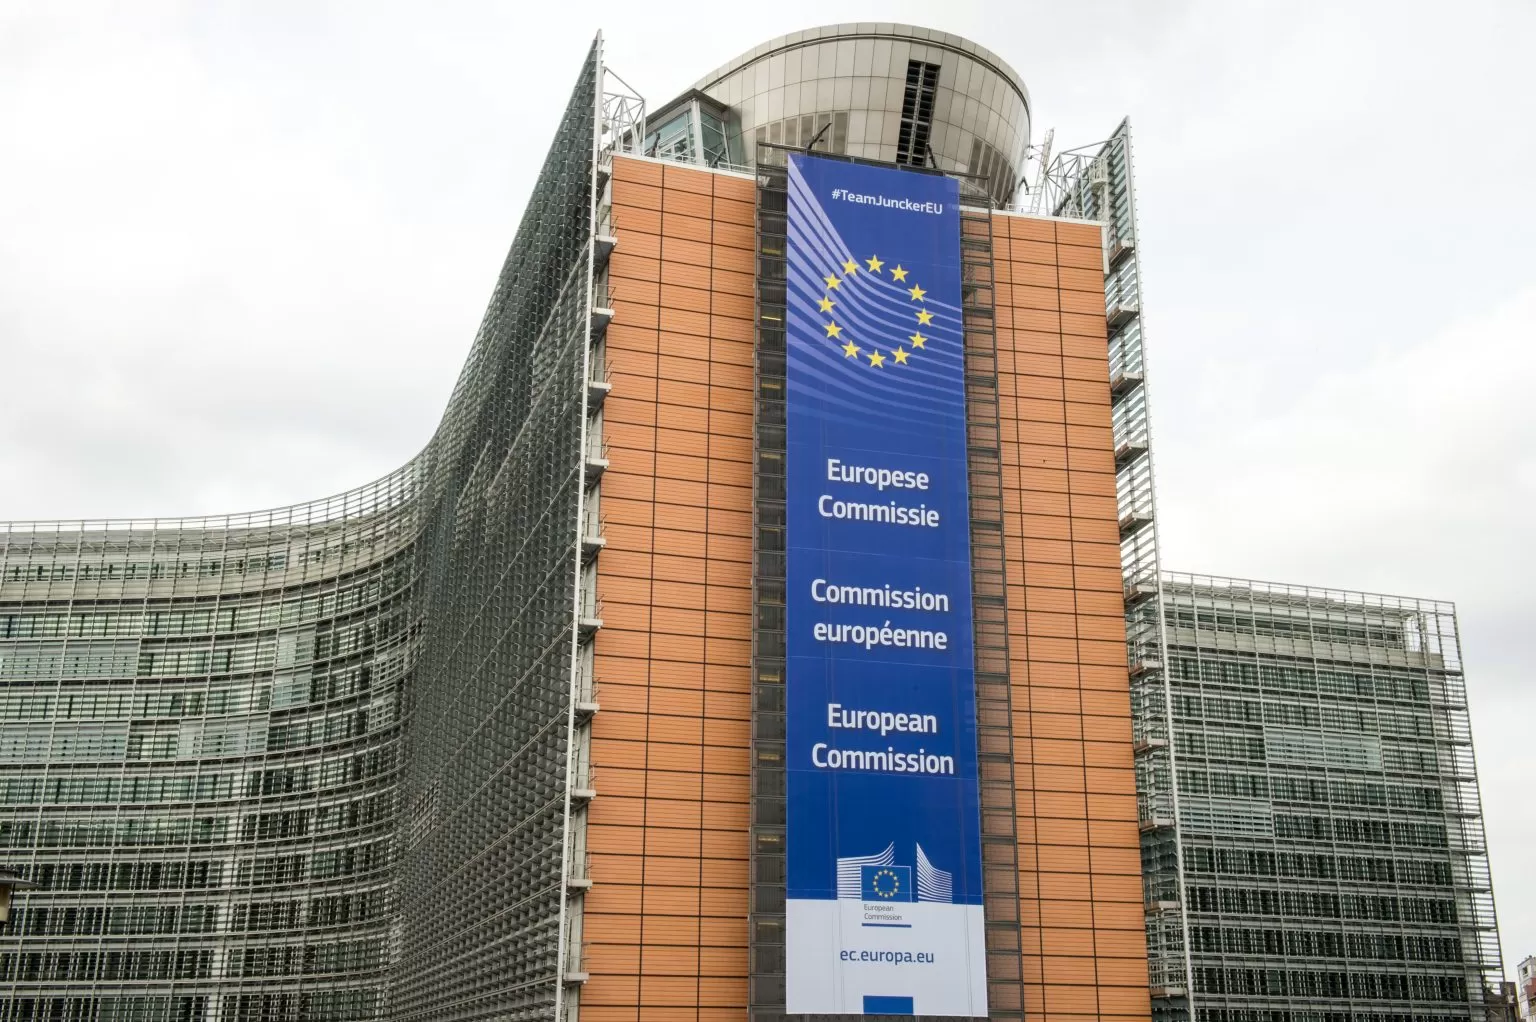 #TeamJunckerEU
Europese
Commissie
Commission
européenne
European
Commission
European
Commission
ec.europa.eu